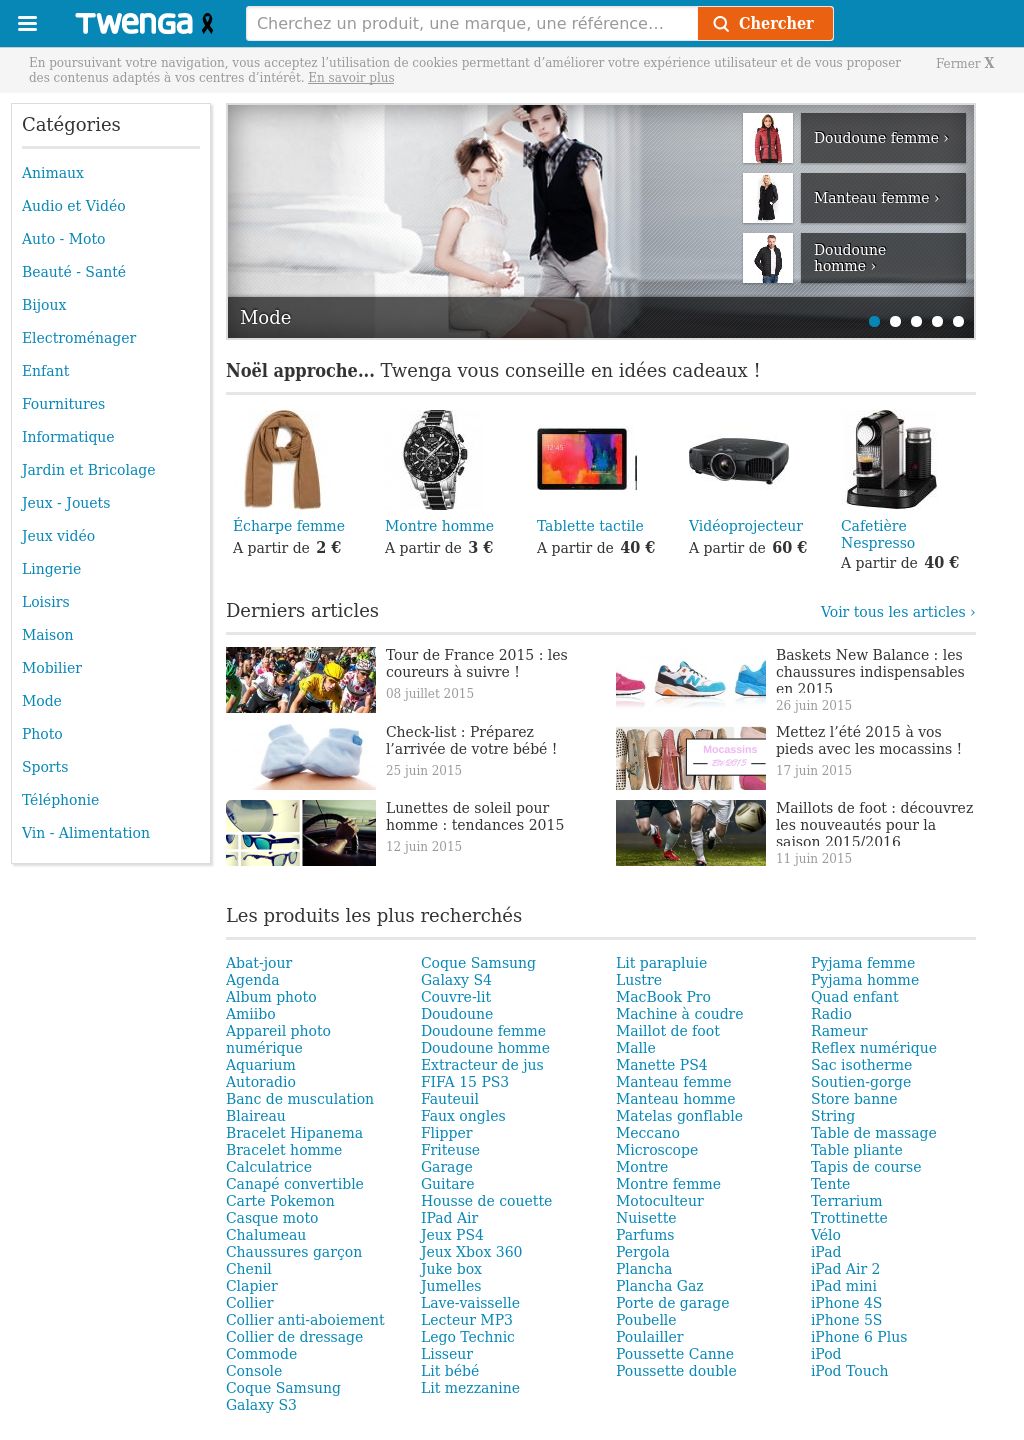 TWenGa
Cherchez un produit, une marque, une référence...
Chercher
En poursuivant votre navigation, vous acceptez l’utilisation de cookies permettant d’améliorer votre expérience utilisateur et de vous proposer
des contenus adaptés à vos centres d’intérêt. En savoir plus
Fermer X
Catégories
Animaux
Audio et Vidéo
Auto - Moto
Beauté - Santé
Bijoux
Electroménager
Enfant
Fournitures
Informatique
Jardin et Bricolage
Jeux - Jouets
Jeux vidéo
Lingerie
Loisirs
Maison
Mobilier
Mode
Photo
Sports
Téléphonie
Vin - Alimentation
Doudoune femme ›
Manteau femme ›
Doudoune
homme ›
Mode
Noël approche... Twenga vous conseille en idées cadeaux !
12:45
Écharpe femme
A partir de 2 €
Montre homme
A partir de 3 €
Tablette tactile
A partir de 40 €
Vidéoprojecteur
A partir de 60 €
Cafetière
Nespresso
A partir de 40 €
Derniers articles
Voir tous les articles ›
Tour de France 2015 : les
coureurs à suivre !
08 juillet 2015
Baskets New Balance : les
chaussures indispensables
en 2015
26 juin 2015
Check-list : Préparez
l’arrivée de votre bébé !
25 juin 2015
Mocassins
Été 2015
Mettez l’été 2015 à vos
pieds avec les mocassins !
17 juin 2015
Lunettes de soleil pour
homme : tendances 2015
12 juin 2015
Maillots de foot : découvrez
les nouveautés pour la
saison 2015/2016
11 juin 2015
Les produits les plus recherchés
Abat-jour
Agenda
Album photo
Amiibo
Appareil photo
numérique
Aquarium
Autoradio
Banc de musculation
Blaireau
Bracelet Hipanema
Bracelet homme
Calculatrice
Canapé convertible
Carte Pokemon
Casque moto
Chalumeau
Chaussures garçon
Chenil
Clapier
Collier
Collier anti-aboiement
Collier de dressage
Commode
Console
Coque Samsung
Galaxy S3
Coque Samsung
Galaxy S4
Couvre-lit
Doudoune
Doudoune femme
Doudoune homme
Extracteur de jus
FIFA 15 PS3
Fauteuil
Faux ongles
Flipper
Friteuse
Garage
Guitare
Housse de couette
IPad Air
Jeux PS4
Jeux Xbox 360
Juke box
Jumelles
Lave-vaisselle
Lecteur MP3
Lego Technic
Lisseur
Lit bébé
Lit mezzanine
Lit parapluie
Lustre
MacBook Pro
Machine à coudre
Maillot de foot
Malle
Manette PS4
Manteau femme
Manteau homme
Matelas gonflable
Meccano
Microscope
Montre
Montre femme
Motoculteur
Nuisette
Parfums
Pergola
Plancha
Plancha Gaz
Porte de garage
Poubelle
Poulailler
Poussette Canne
Poussette double
Pyjama femme
Pyjama homme
Quad enfant
Radio
Rameur
Reflex numérique
Sac isotherme
Soutien-gorge
Store banne
String
Table de massage
Table pliante
Tapis de course
Tente
Terrarium
Trottinette
Vélo
iPad
iPad Air 2
iPad mini
iPhone 4S
iPhone 5S
iPhone 6 Plus
iPod
iPod Touch